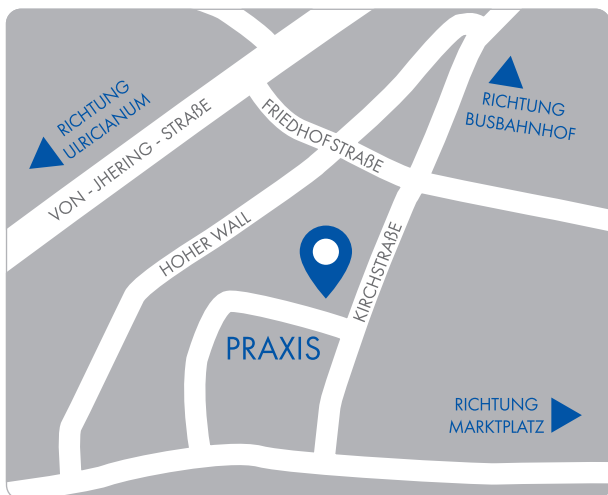 RICHTUNG
ULRICIANUM
VON - JHERING - STRAßE
FRIEDHOFSTRAßE
RICHTUNG
BUSBAHNHOF
HOHER WALL
KIRCHSTRAßE
PRAXIS
RICHTUNG
MARKTPLATZ